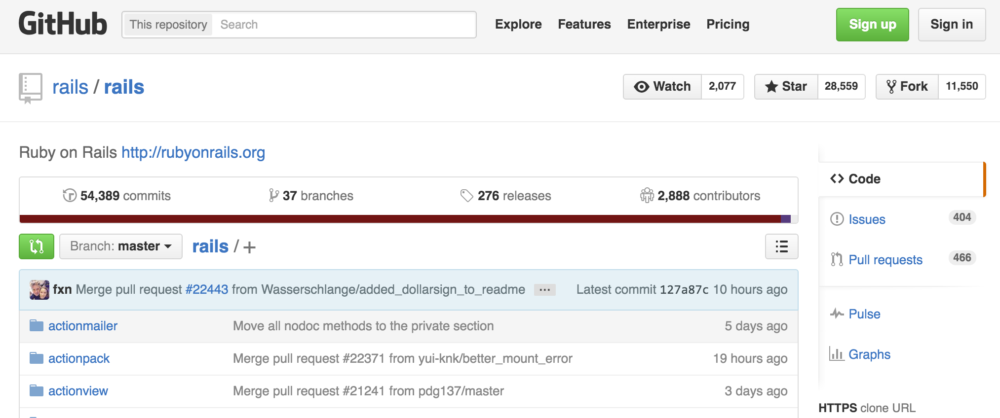 GitHub This repository Search Explore Features Enterprise Pricing Sign up Sign in
rails / rails Watch 2,077 Star 28,559 Fork 11,550
Ruby on Rails http://rubyonrails.org
54,389 commits 37 branches 276 releases 2,888 contributors
Branch: master rails / +
fxn Merge pull request #22443 from Wasserschlange/added_dollarsign_to_readme ... Latest commit 127a87c 10 hours ago
actionmailer Move all nodoc methods to the private section 5 days ago
actionpack Merge pull request #22371 from yui-knk/better_mount_error 19 hours ago
actionview Merge pull request #21241 from pdg137/master 3 days ago
Code
Issues 404
Pull requests 466
Pulse
Graphs
HTTPS clone URL